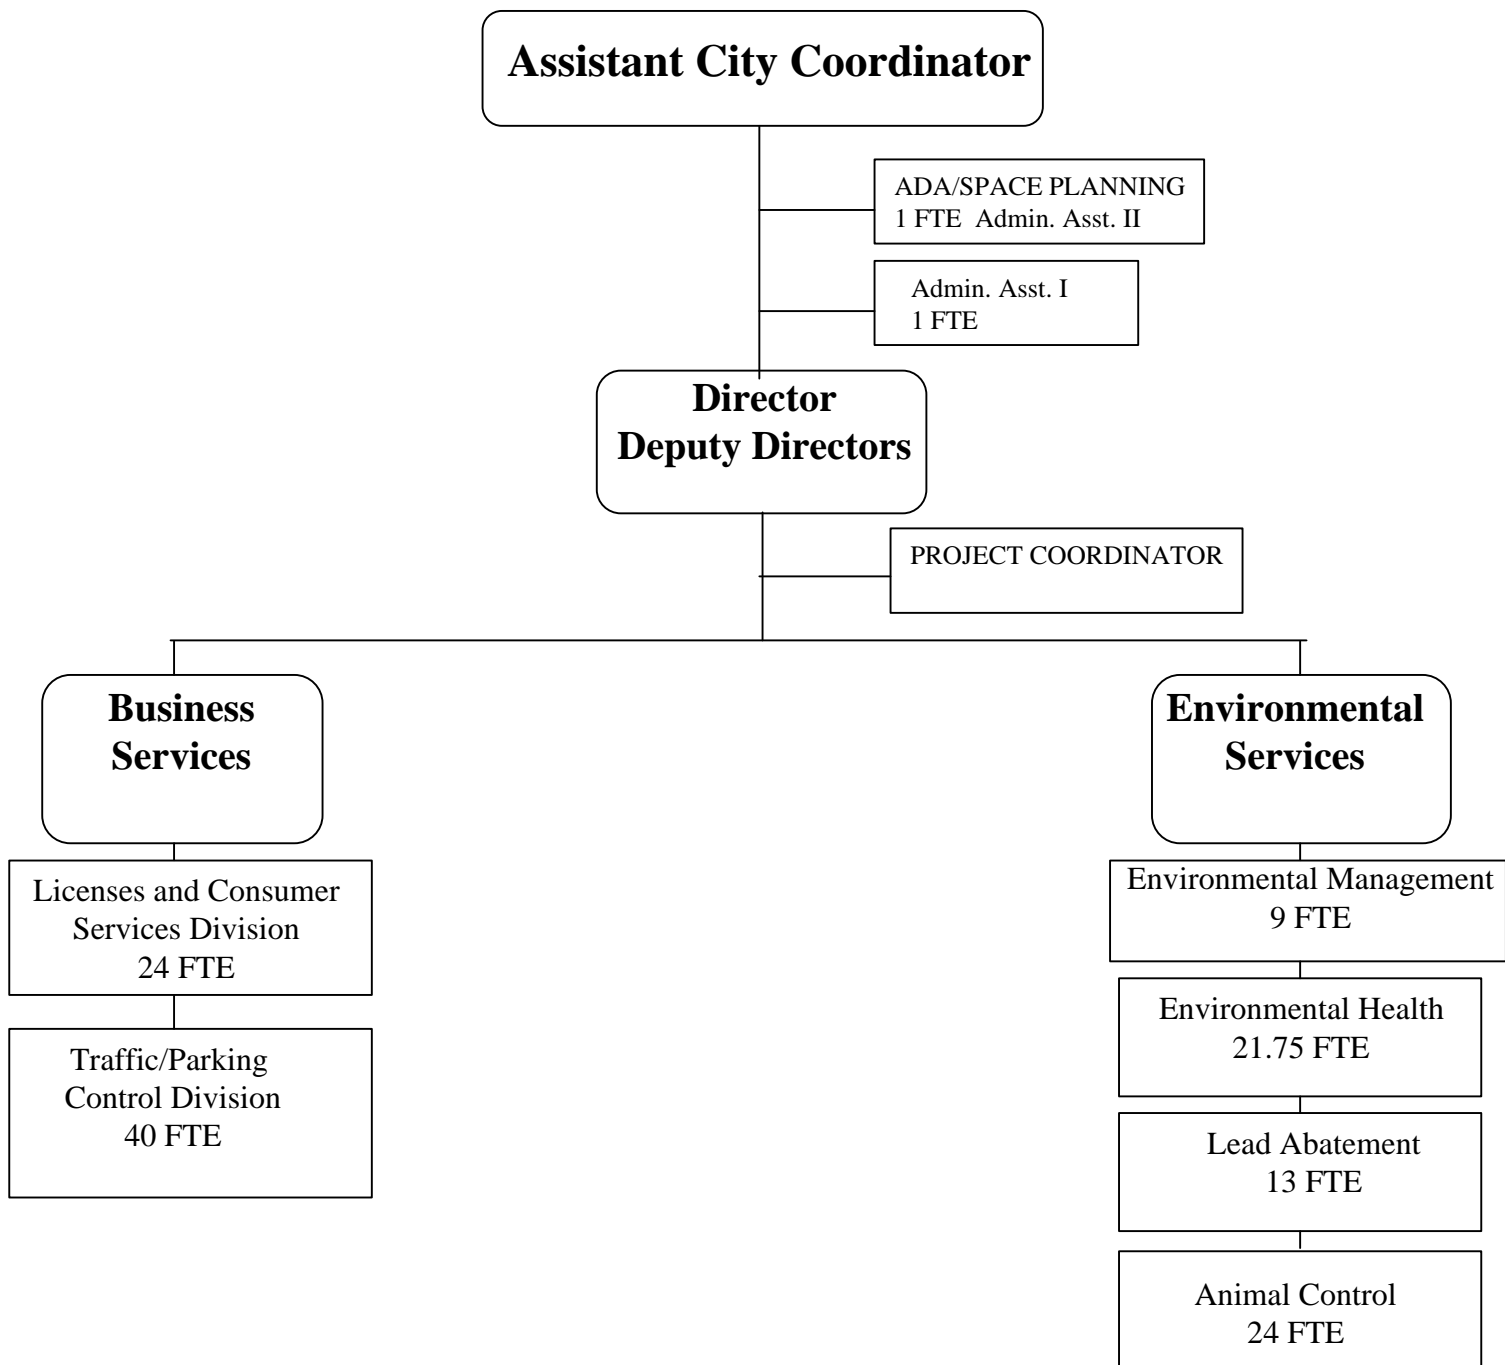 Assistant City Coordinator
ADA/SPACE PLANNING
1 FTE Admin. Asst. II
Admin. Asst. I
1 FTE
Director
Deputy Directors
PROJECT COORDINATOR
Business
Services
Licenses and Consumer
Services Division
24 FTE
Traffic/Parking
Control Division
40 FTE
Environmental
Services
Environmental Management
9 FTE
Environmental Health
21.75 FTE
Lead Abatement
13 FTE
Animal Control
24 FTE